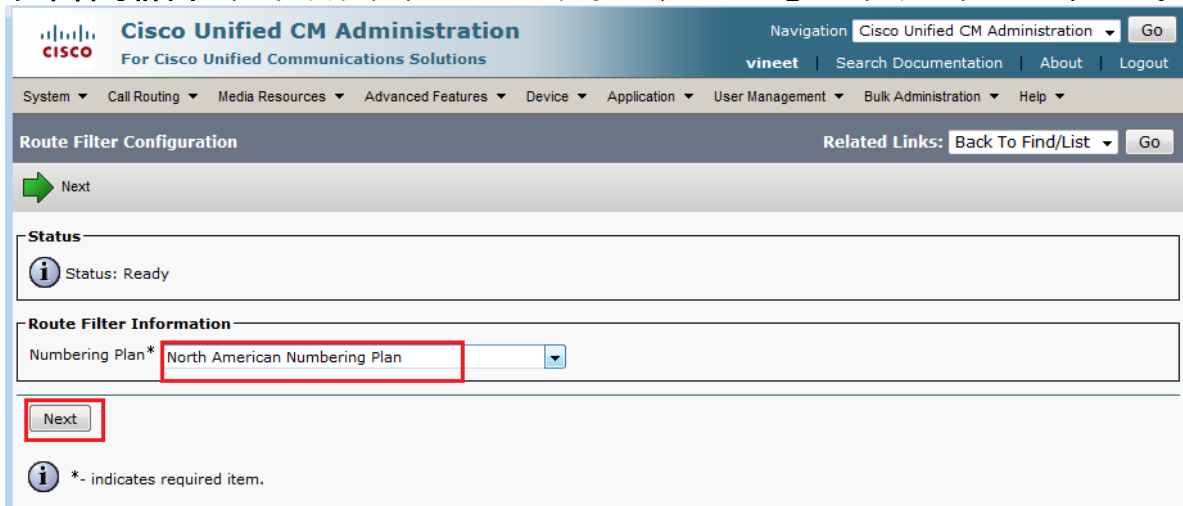 Cisco Unified CM Administration
For Cisco Unified Communications Solutions
CISCO
Navigation Cisco Unified CM Administration Go
vineet | Search Documentation | About | Logout
System Call Routing Media Resources Advanced Features Device Application User Management Bulk Administration Help
Route Filter Configuration
Related Links: Back To Find/List Go
Next
Status
Status: Ready
Route Filter Information
Numbering Plan* North American Numbering Plan
Next
*- indicates required item.